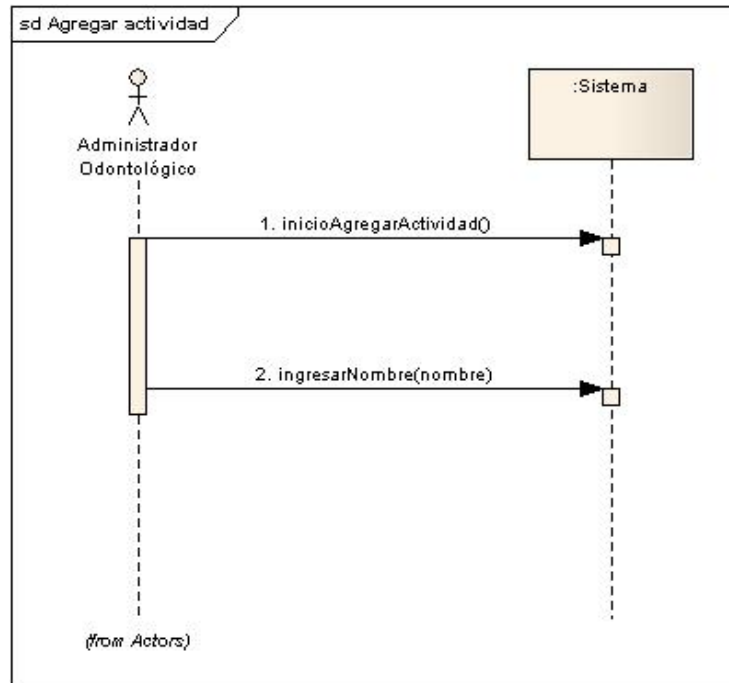 sd Agregar actividad
:Sistema
Administrador
Odontológico
1. inicioAgregarActividad()
2. ingresarNombre(nombre)
(from Actors)